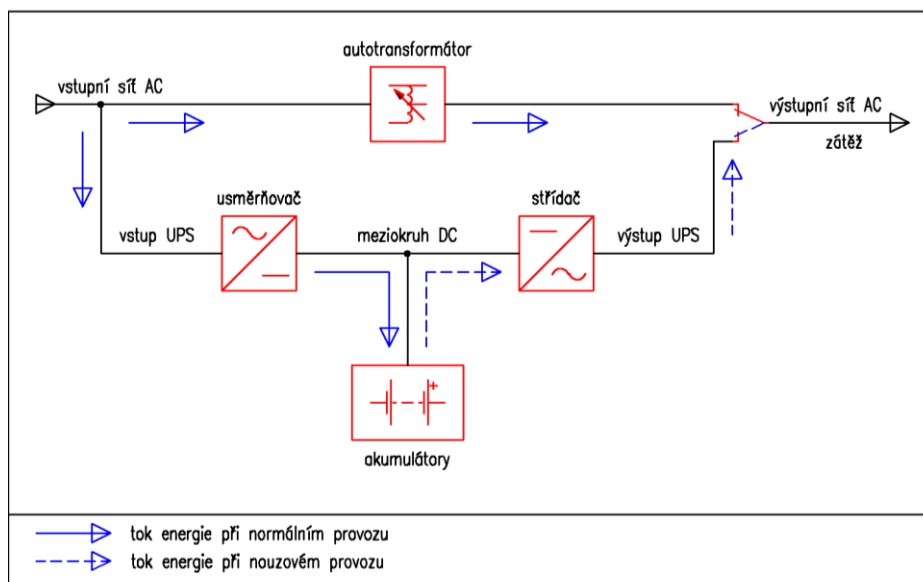 autotransformátor
vstupní síť AC
výstupní síť AC
zátěž
usměrňovač
střídač
vstup UPS
meziokruh DC
výstup UPS
akumulátory
tok energie při normálním provozu
tok energie při nouzovém provozu